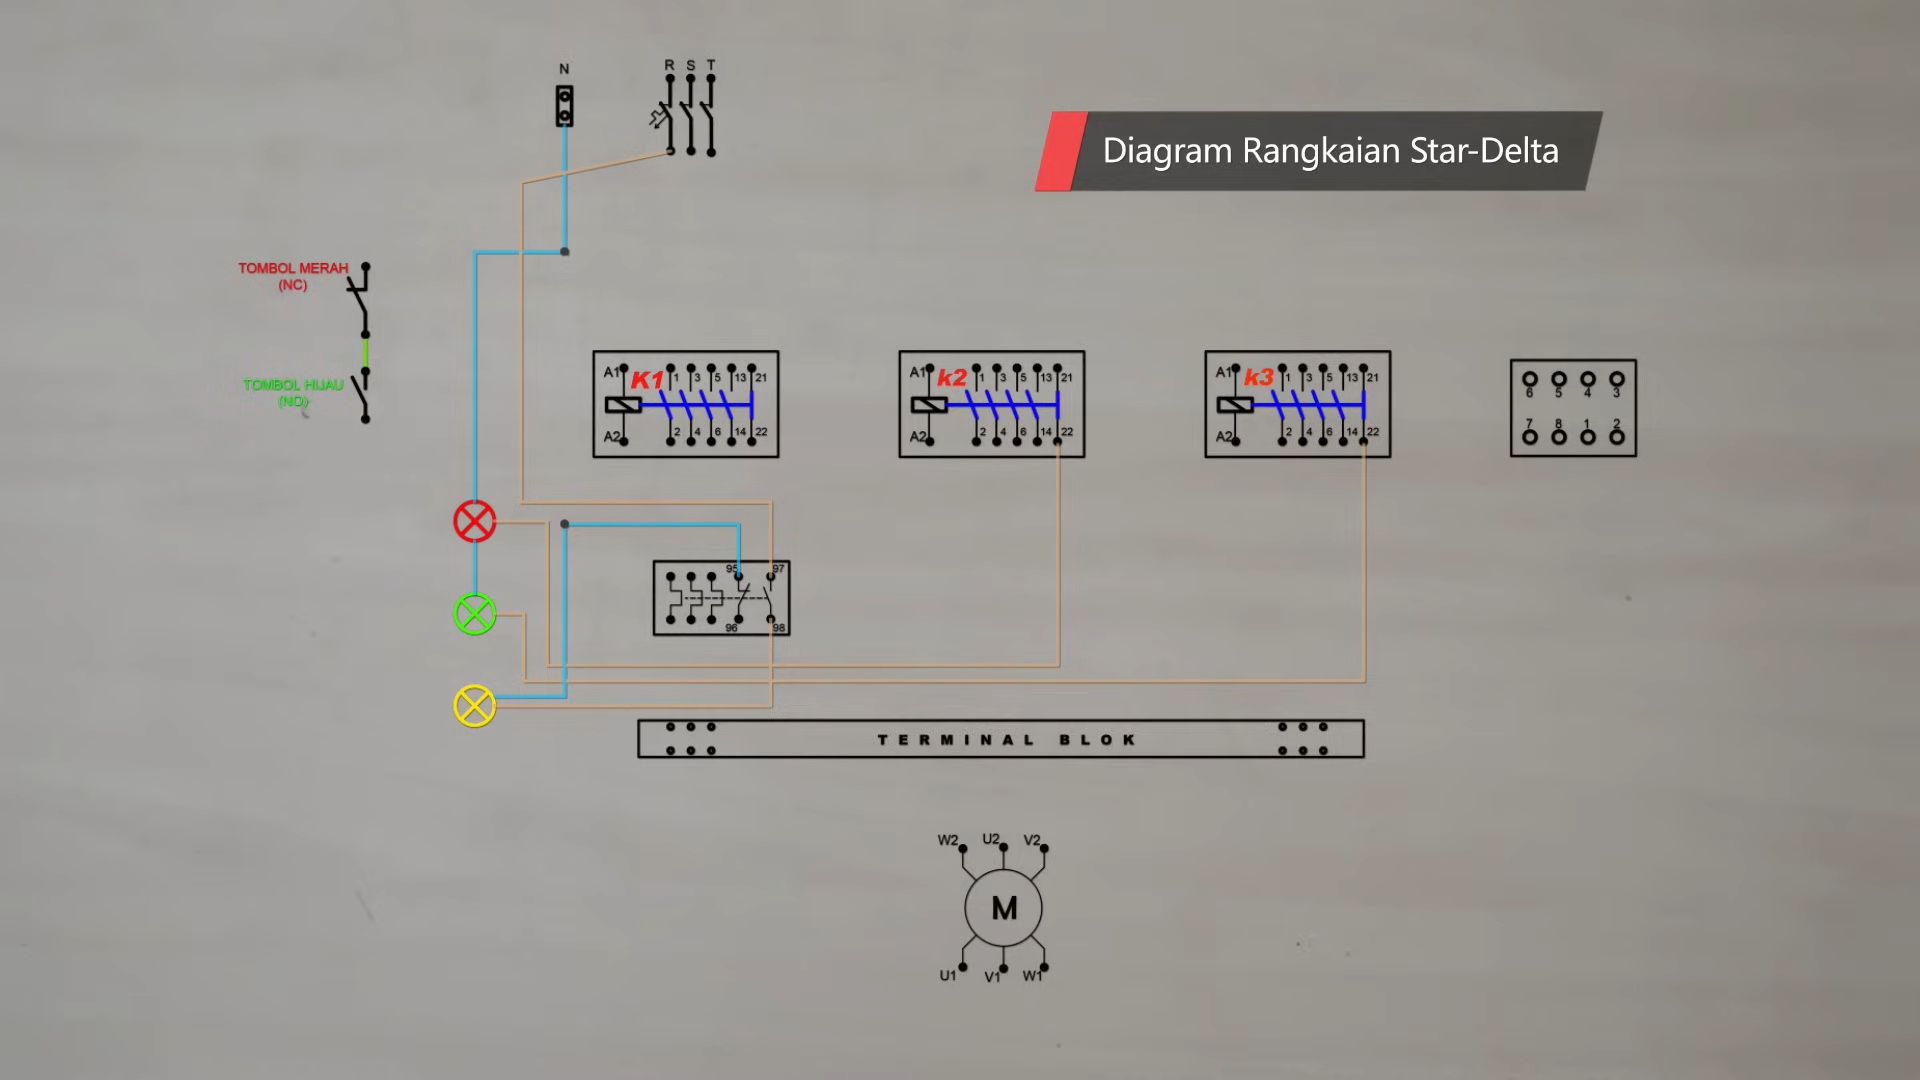 N
R S T
Diagram Rangkaian Star-Delta
TOMBOL MERAH
(NC)
TOMBOL HIJAU
(NO)
A1 K1 1 3 5 13 21
A2 2 4 6 14 22
A1 k2 1 3 5 13 21
A2 2 4 6 14 22
A1 k3 1 3 5 13 21
A2 2 4 6 14 22
6 5 4 3
7 8 1 2
95 97
96 98
TERMINAL BLOK
W2 U2 V2
M
U1 V1 W1